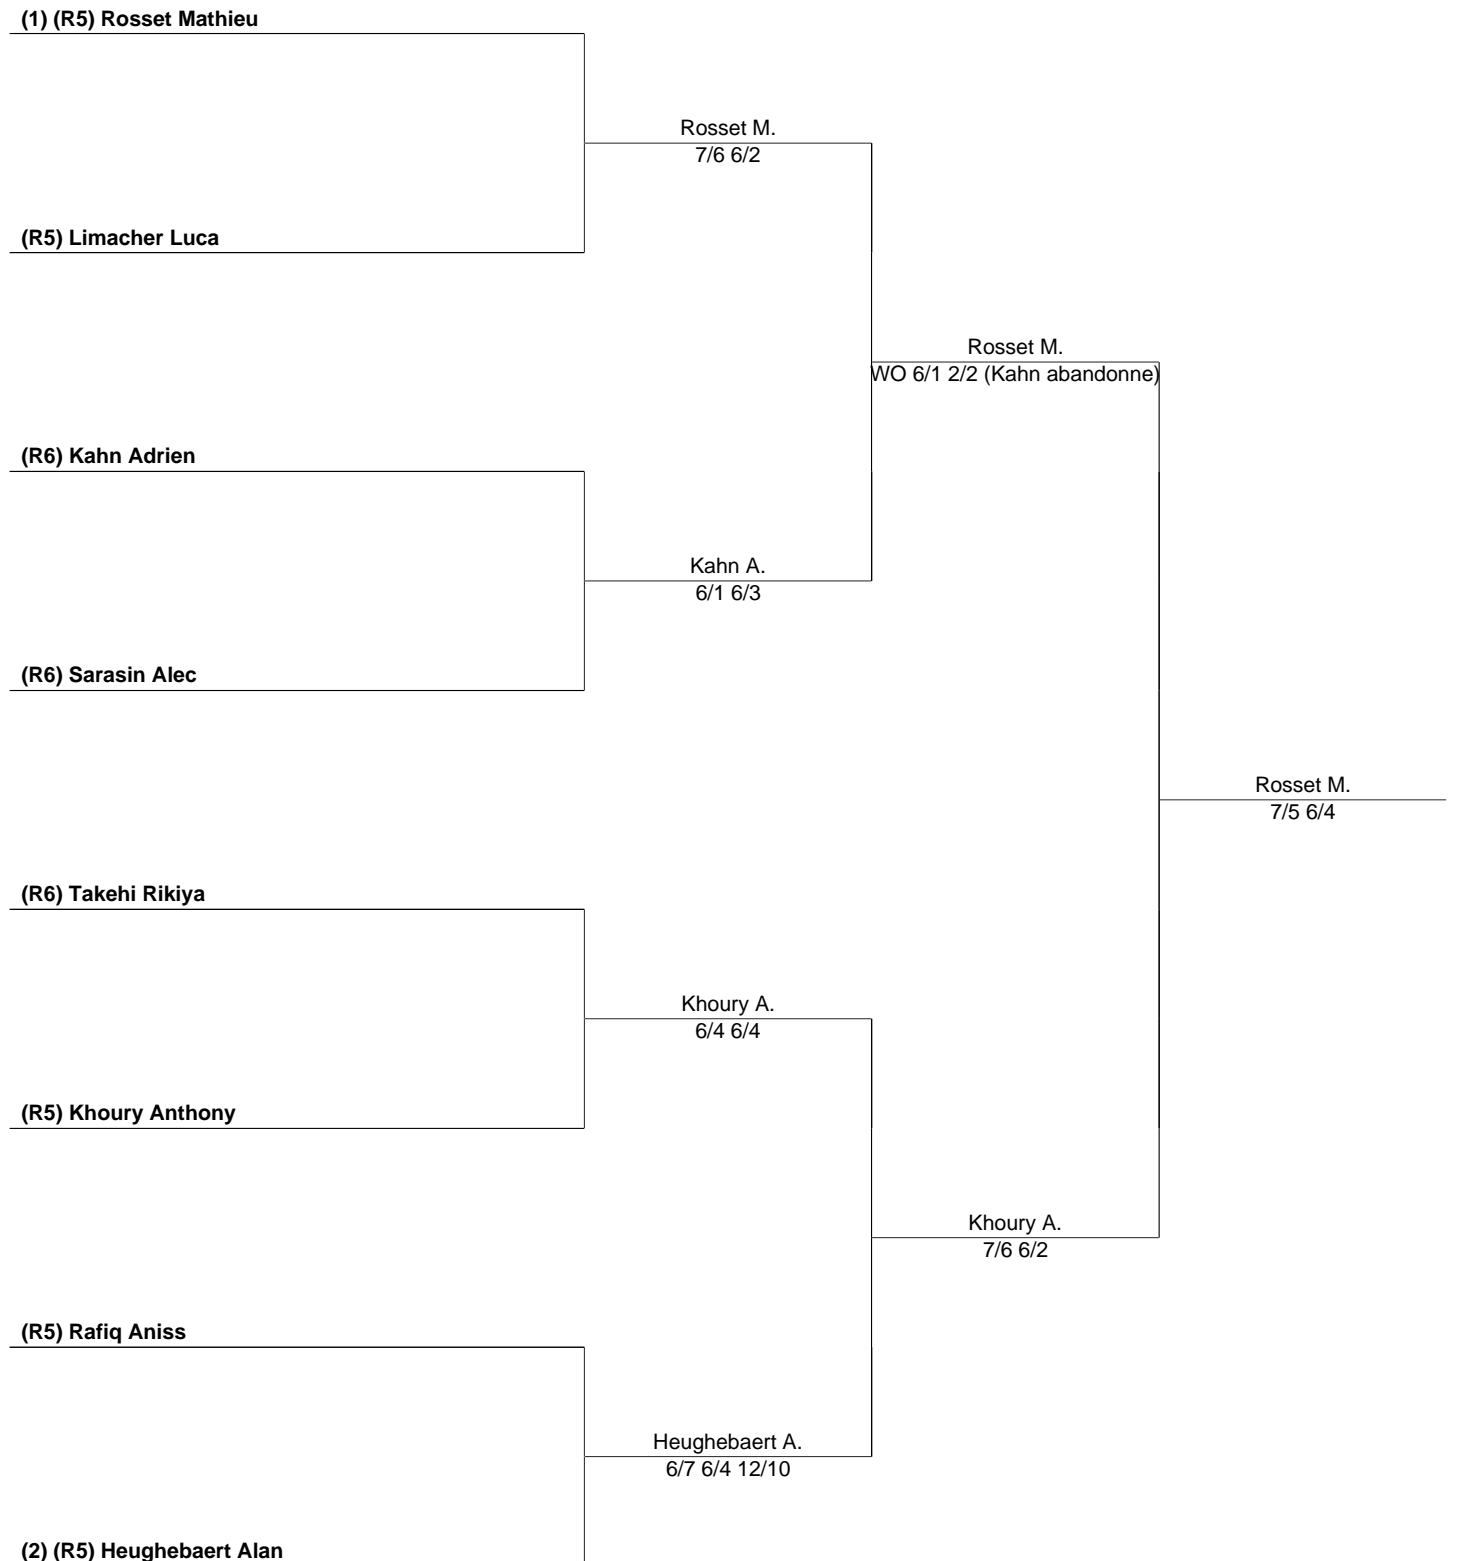 (1) (R5) Rosset Mathieu
Rosset M.
7/6 6/2
(R5) Limacher Luca
Rosset M.
WO 6/1 2/2 (Kahn abandonne)
(R6) Kahn Adrien
Kahn A.
6/1 6/3
(R6) Sarasin Alec
Rosset M.
7/5 6/4
(R6) Takehi Rikiya
Khoury A.
6/4 6/4
(R5) Khoury Anthony
Khoury A.
7/6 6/2
(R5) Rafiq Aniss
Heughebaert A.
6/7 6/4 12/10
(2) (R5) Heughebaert Alan